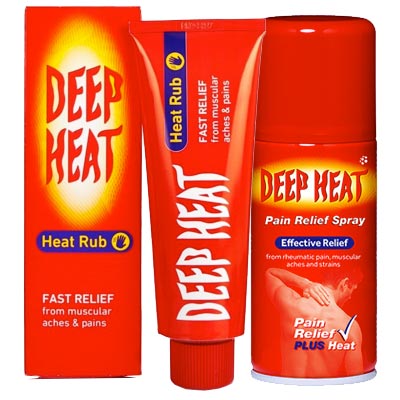 DEEP
HEAT
Heat Rub
FAST RELIEF
from muscular
aches & pains
DEEP HEAT
Heat Rub
FAST RELIEF
from muscular
aches & pains
DEEP HEAT
Pain Relief Spray
Effective Relief
from rheumatic pain, muscular
aches and strains
Pain
Relief
PLUS Heat